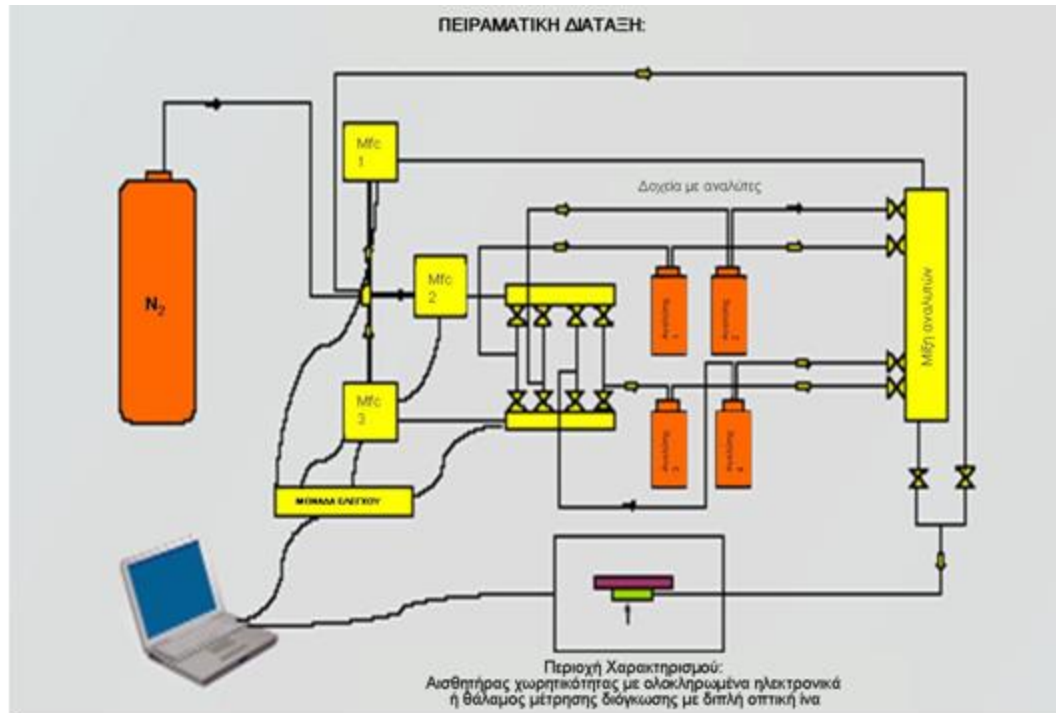 ΠΕΙΡΑΜΑΤΙΚΗ ΔΙΑΤΑΞΗ:
Mfc
1
Δοχεία με αναλύτες
N2
Mfc
2
Μίξη αναλυτών
Mfc
3
ΜΟΝΑΔΑ ΕΛΕΓΧΟΥ
Περιοχή Χαρακτηρισμού:
Αισθητήρας χωρητικότητας με ολοκληρωμένα ηλεκτρονικά
ή θάλαμος μέτρησης διόγκωσης με διπλή οπτική ίνα